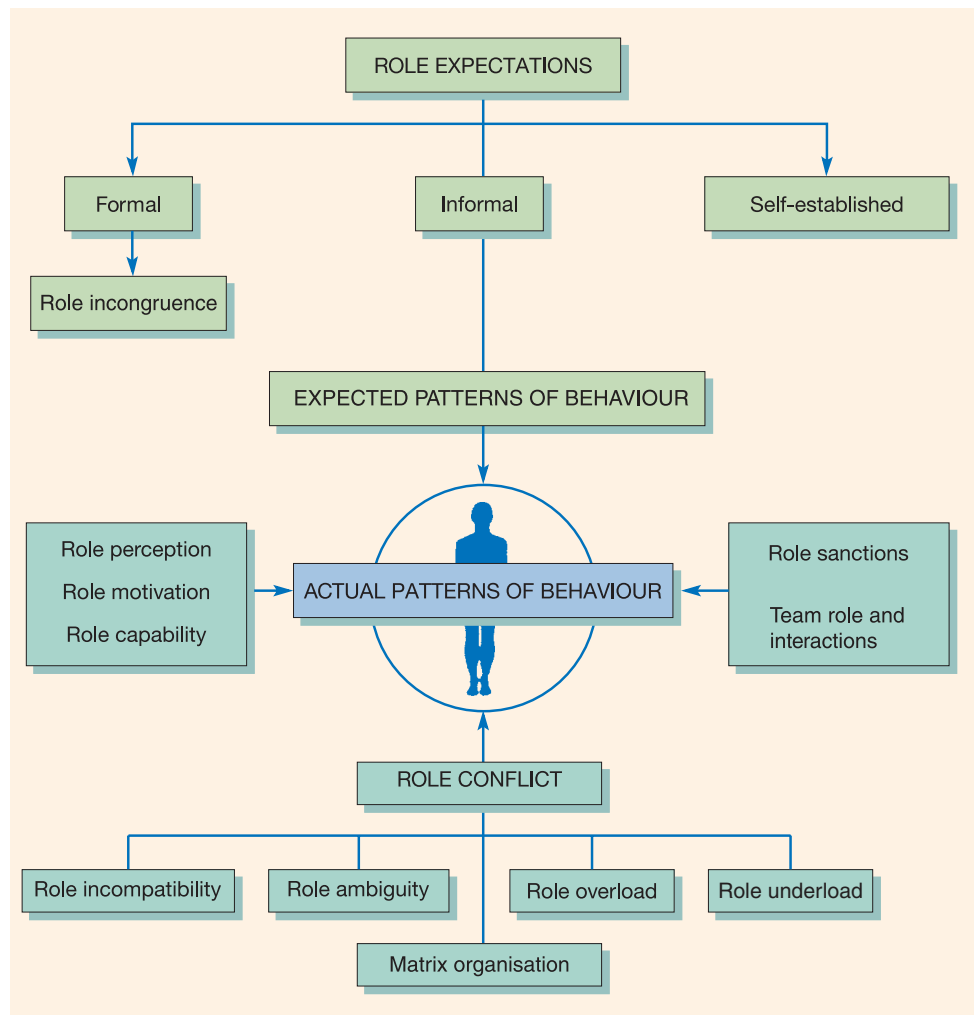 ROLE EXPECTATIONS
Formal
Informal
Self-established
Role incongruence
EXPECTED PATTERNS OF BEHAVIOUR
Role perception
Role motivation
Role capability
ACTUAL PATTERNS OF BEHAVIOUR
Role sanctions
Team role and
interactions
ROLE CONFLICT
Role incompatibility
Role ambiguity
Role overload
Role underload
Matrix organisation